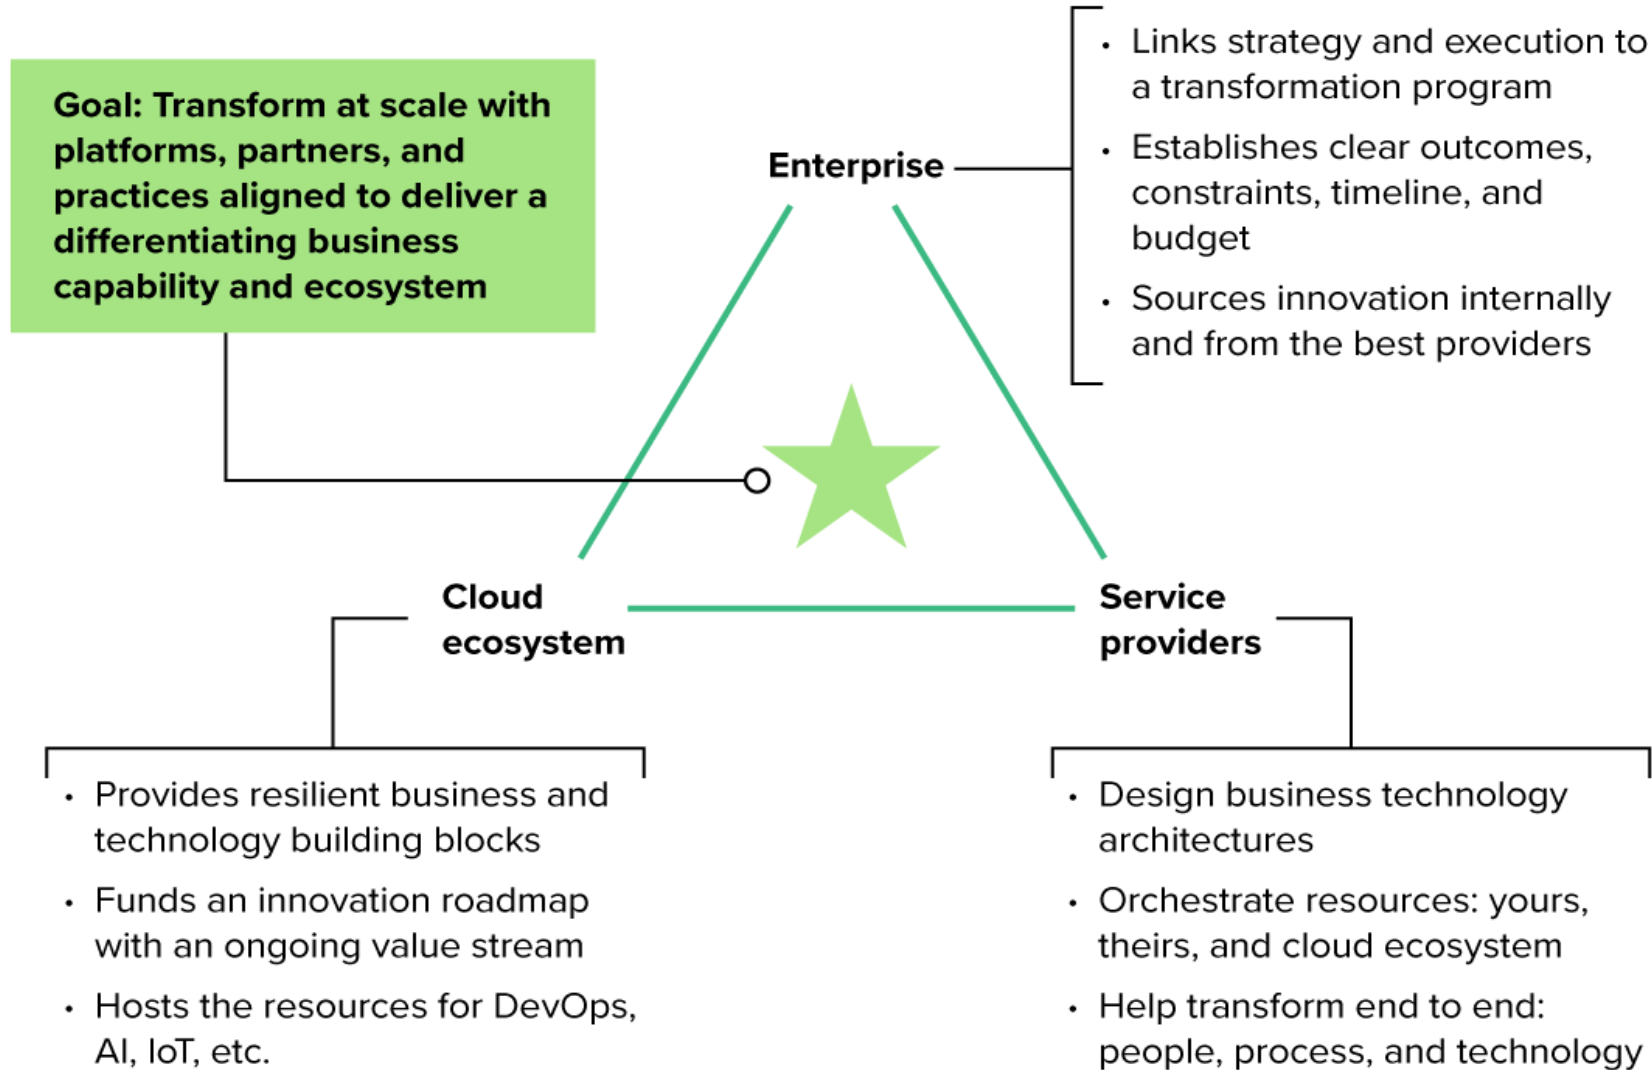 Goal: Transform at scale with
platforms, partners, and
practices aligned to deliver a
differentiating business
capability and ecosystem
Enterprise
• Links strategy and execution to
a transformation program
• Establishes clear outcomes,
constraints, timeline, and
budget
• Sources innovation internally
and from the best providers
Cloud
ecosystem
• Provides resilient business and
technology building blocks
• Funds an innovation roadmap
with an ongoing value stream
• Hosts the resources for DevOps,
AI, IoT, etc.
Service
providers
• Design business technology
architectures
• Orchestrate resources: yours,
theirs, and cloud ecosystem
• Help transform end to end:
people, process, and technology